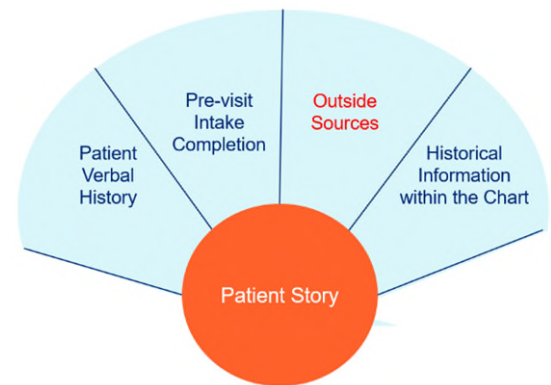 Patient
Verbal
History
Pre-visit
Intake
Completion
Outside
Sources
Historical
Information
within the Chart
Patient Story